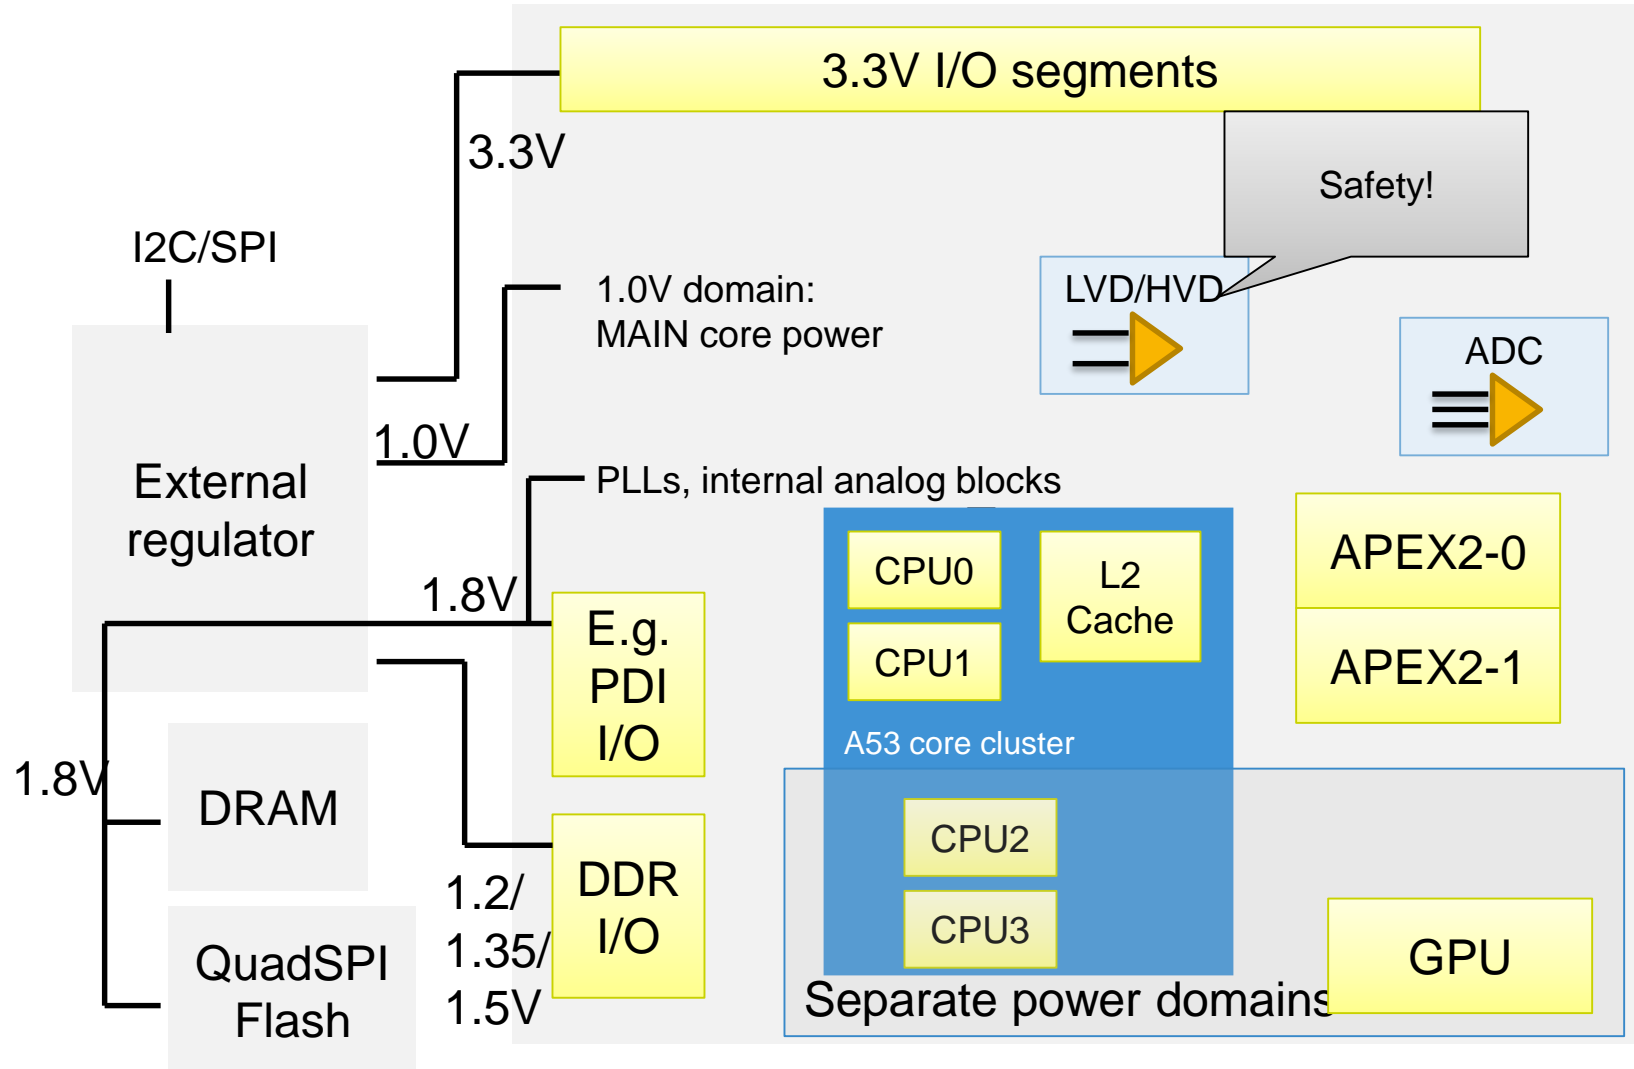 3.3V I/O segments
3.3V
Safety!
I2C/SPI
1.0V domain:
MAIN core power
LVD/HVD
ADC
1.0V
External
regulator
PLLs, internal analog blocks
1.8V
E.g.
PDI
I/O
CPU0
CPU1
L2
Cache
APEX2-0
APEX2-1
A53 core cluster
1.8V
DRAM
CPU2
CPU3
DDR
I/O
1.2/
1.35/
1.5V
QuadSPI
Flash
GPU
Separate power domains